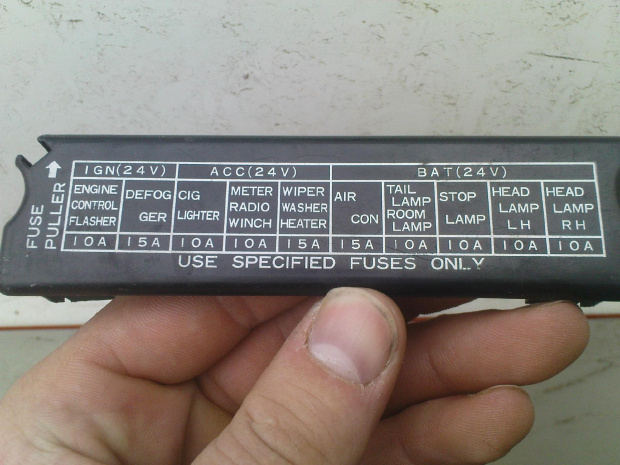 FUSE
PULLER
IGN(24V) ACC(24V) BAT(24V)
ENGINE
CONTROL
FLASHER
DEFOG
GER
CIG
LIGHTER
METER
RADIO
WINCH
WIPER
WASHER
HEATER
AIR
CON
TAIL
LAMP
ROOM
LAMP
STOP
LAMP
HEAD
LAMP
LH
HEAD
LAMP
RH
10A 15A 10A 10A 15A 15A 10A 10A 10A 10A
USE SPECIFIED FUSES ONLY